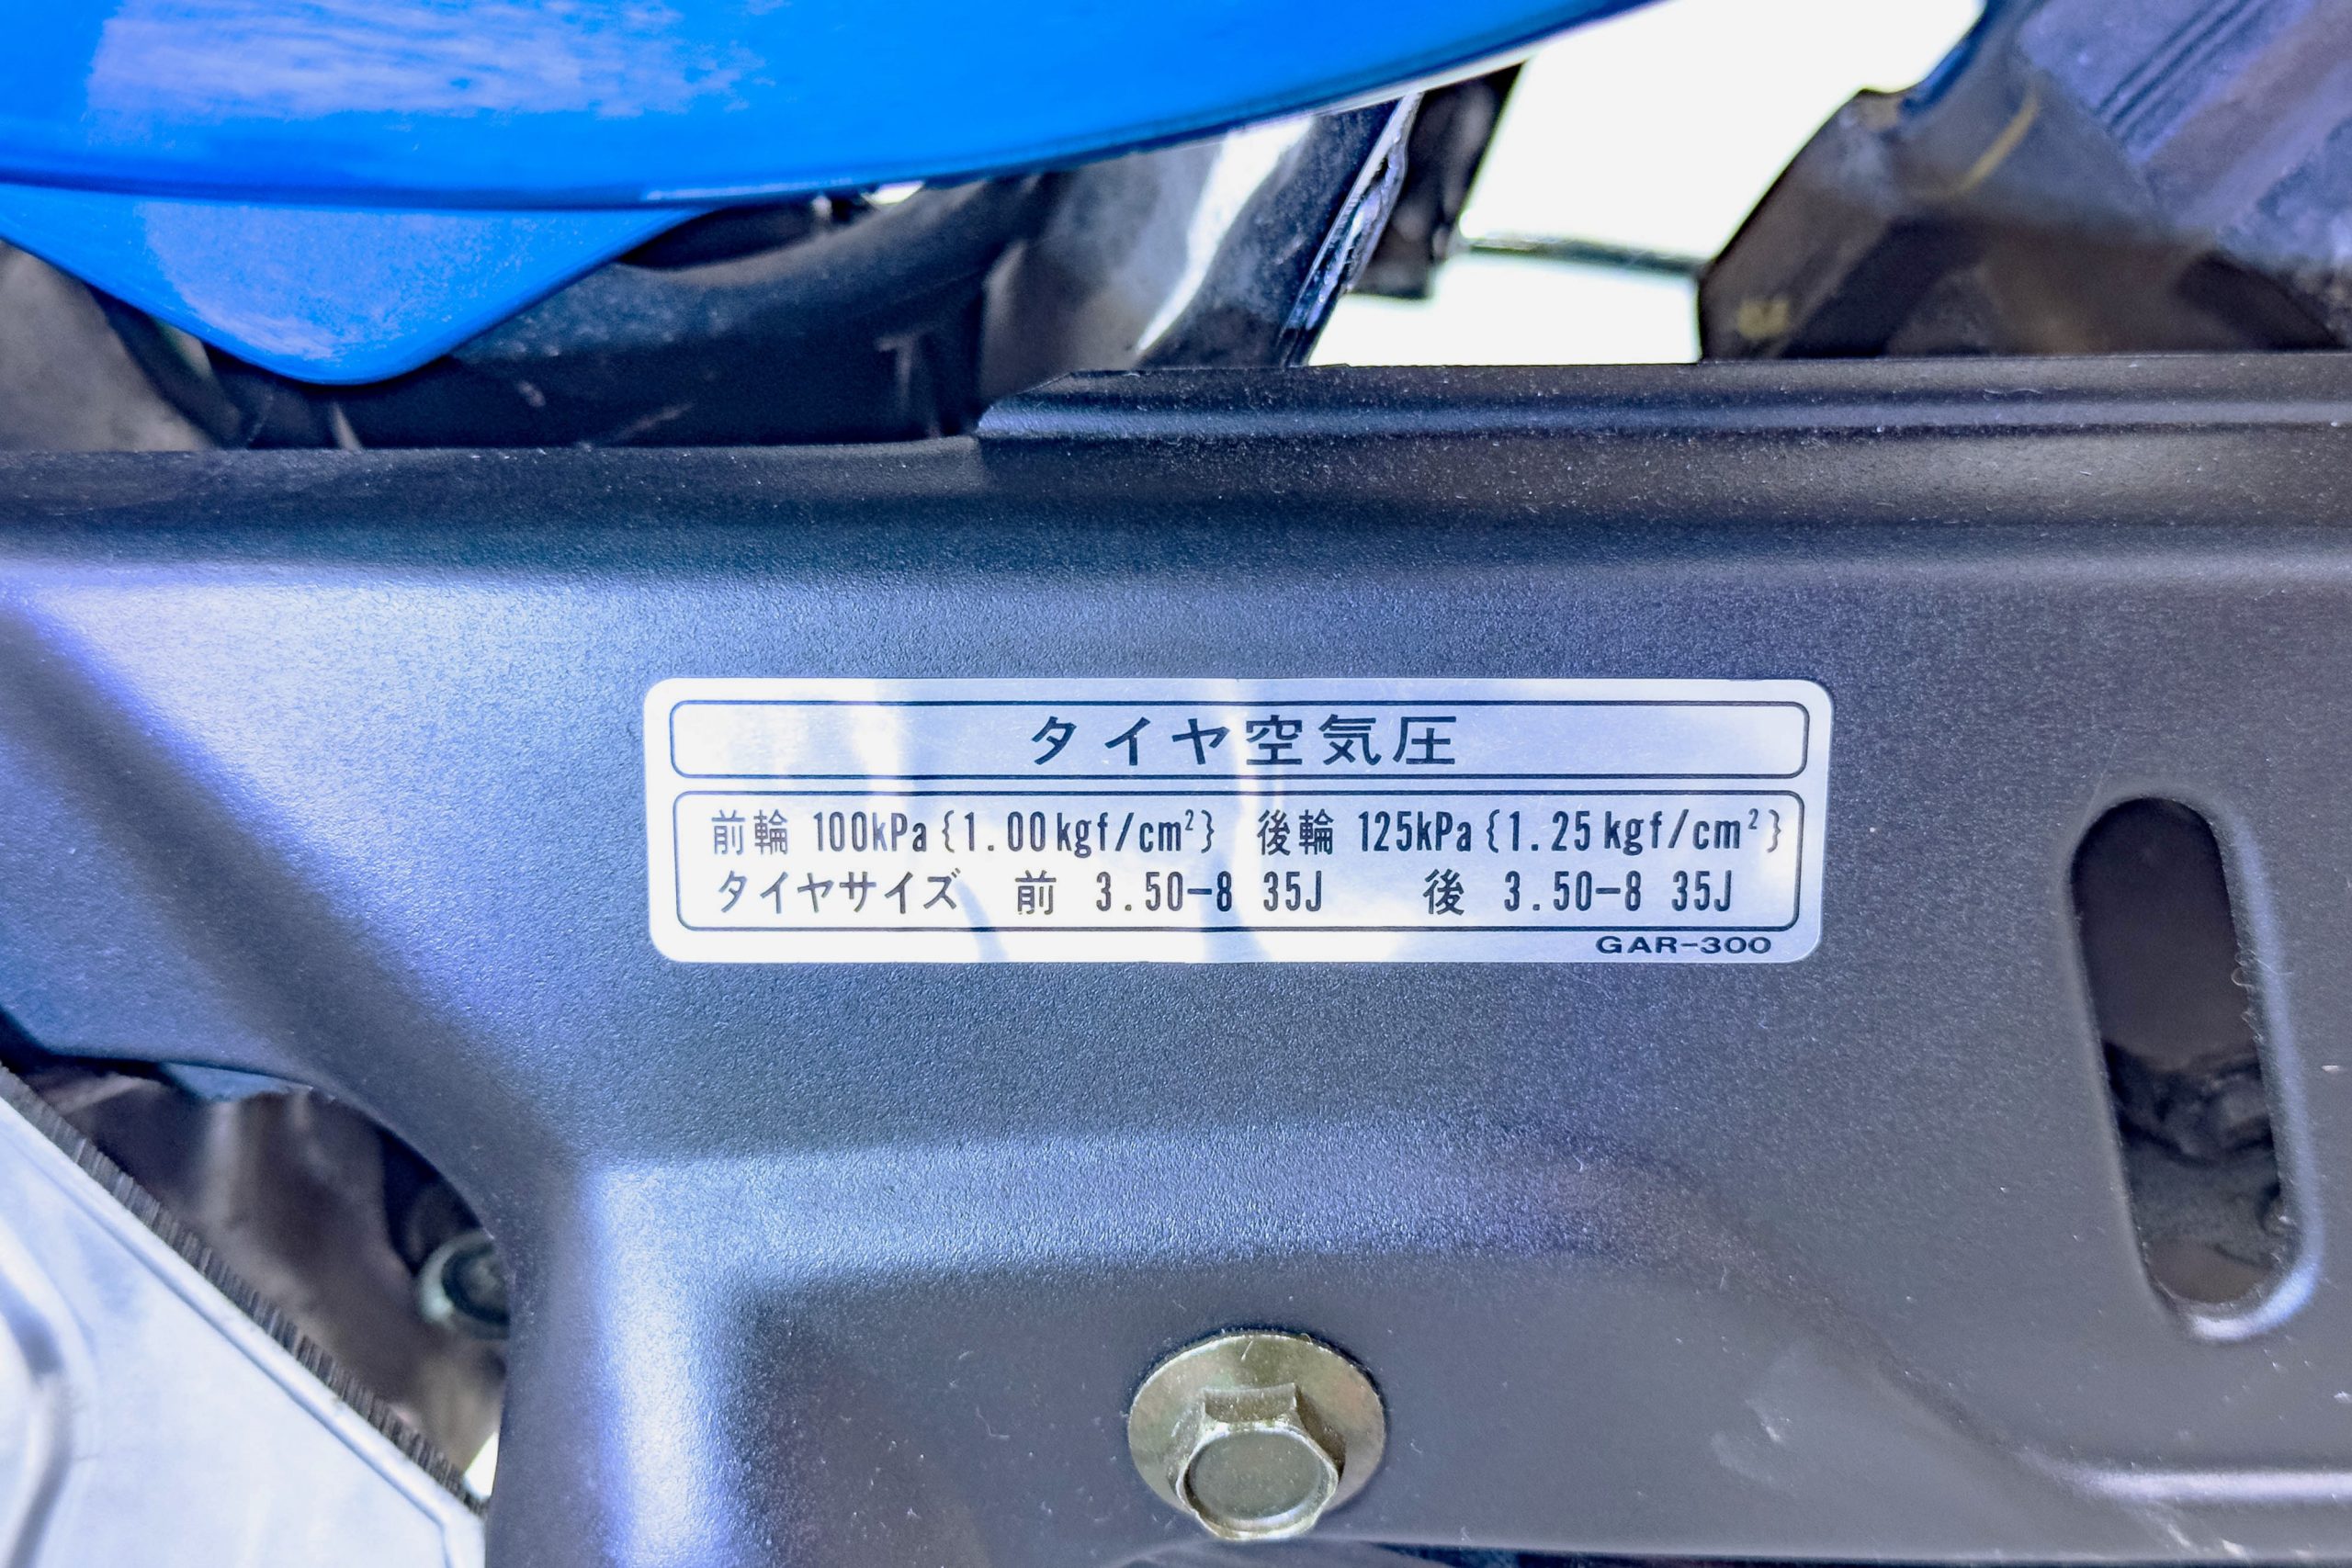 タイヤ空気圧
前輪 100kPa{1.00kgf/cm²} 後輪 125kPa{1.25kgf/cm²}
タイヤサイズ 前 3.50-8 35J 後 3.50-8 35J
GAR-300